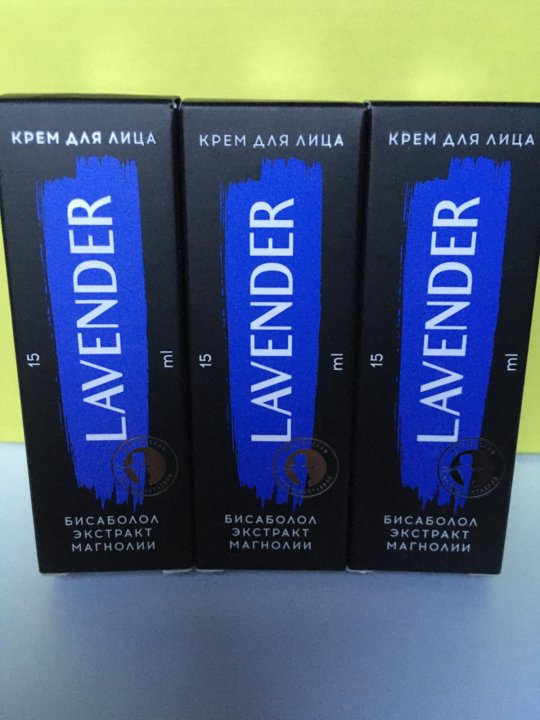 КРЕМ ДЛЯ ЛИЦА
LAVENDER
15 ml
БИСАБОЛОЛ
ЭКСТРАКТ
МАГНОЛИИ
КРЕМ ДЛЯ ЛИЦА
LAVENDER
15 ml
БИСАБОЛОЛ
ЭКСТРАКТ
МАГНОЛИИ
КРЕМ ДЛЯ ЛИЦА
LAVENDER
15 ml
БИСАБОЛОЛ
ЭКСТРАКТ
МАГНОЛИИ